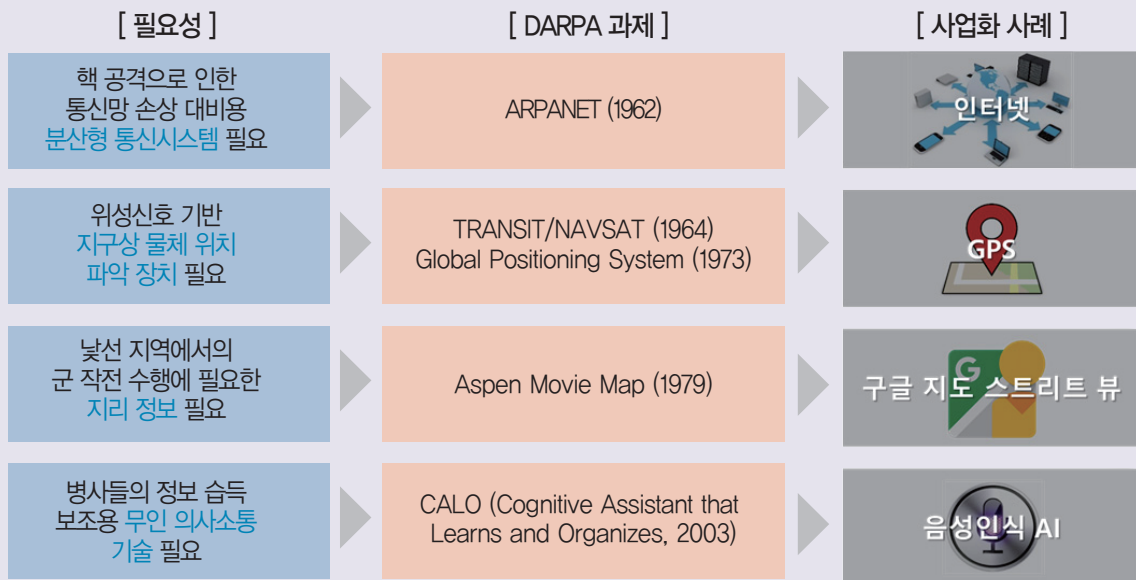 [ 필요성 ]
[ DARPA 과제 ]
[ 사업화 사례 ]
핵 공격으로 인한
통신망 손상 대비용
분산형 통신시스템 필요
ARPANET (1962)
인터넷
위성신호 기반
지구상 물체 위치
파악 장치 필요
TRANSIT/NAVSAT (1964)
Global Positioning System (1973)
GPS
낯선 지역에서의
군 작전 수행에 필요한
지리 정보 필요
Aspen Movie Map (1979)
G
구글 지도 스트리트 뷰
병사들의 정보 습득
보조용 무인 의사소통
기술 필요
CALO (Cognitive Assistant that
Learns and Organizes, 2003)
음성인식 AI